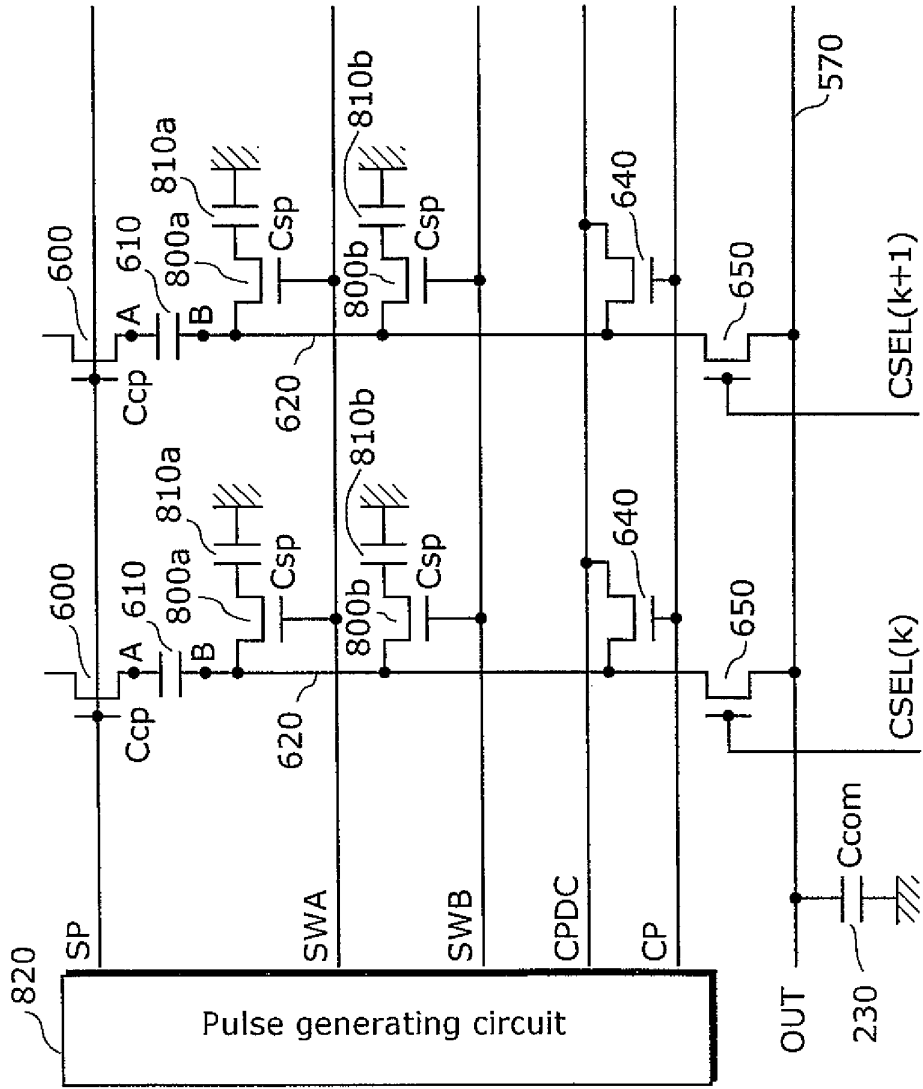 820
Pulse generating circuit
SP
SWA
SWB
CPDC
CP
OUT
600
A
Ccp
610
B
800a
810a
Csp
620
800b
810b
Csp
640
650
CSEL(k)
600
A
Ccp
610
B
800a
810a
Csp
620
800b
810b
Csp
640
650
CSEL(k+1)
570
230
Ccom